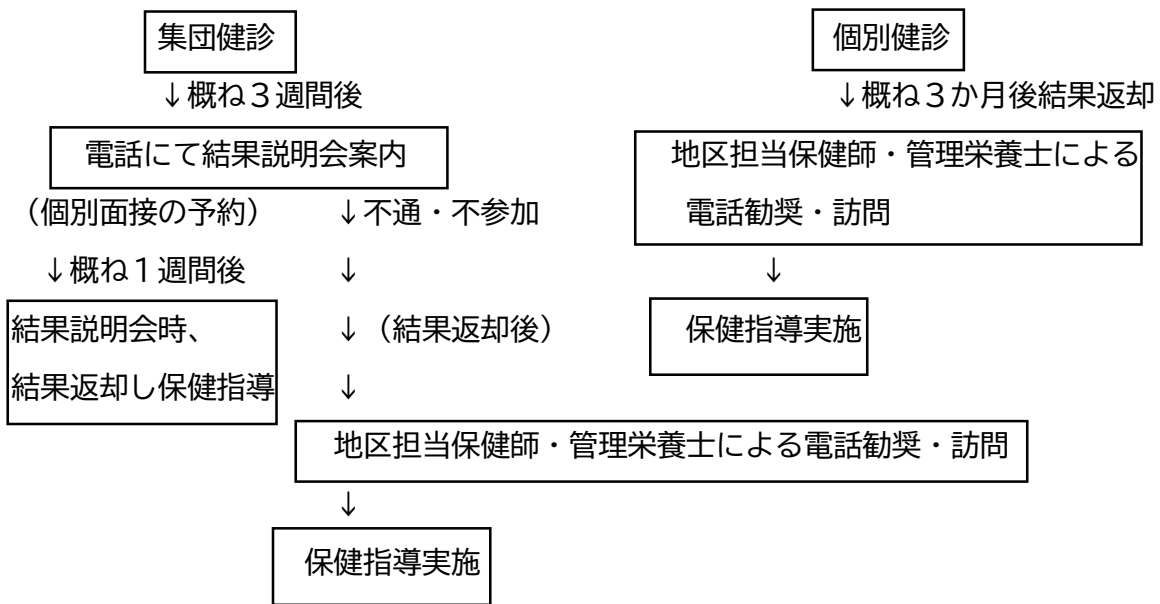 集団健診
↓概ね３週間後
電話にて結果説明会案内
（個別面接の予約） ↓不通・不参加
↓概ね１週間後 ↓
結果説明会時、 ↓（結果返却後）
結果返却し保健指導 ↓
地区担当保健師・管理栄養士による電話勧奨・訪問
↓
保健指導実施
個別健診
↓概ね３か月後結果返却
地区担当保健師・管理栄養士による
電話勧奨・訪問
↓
保健指導実施